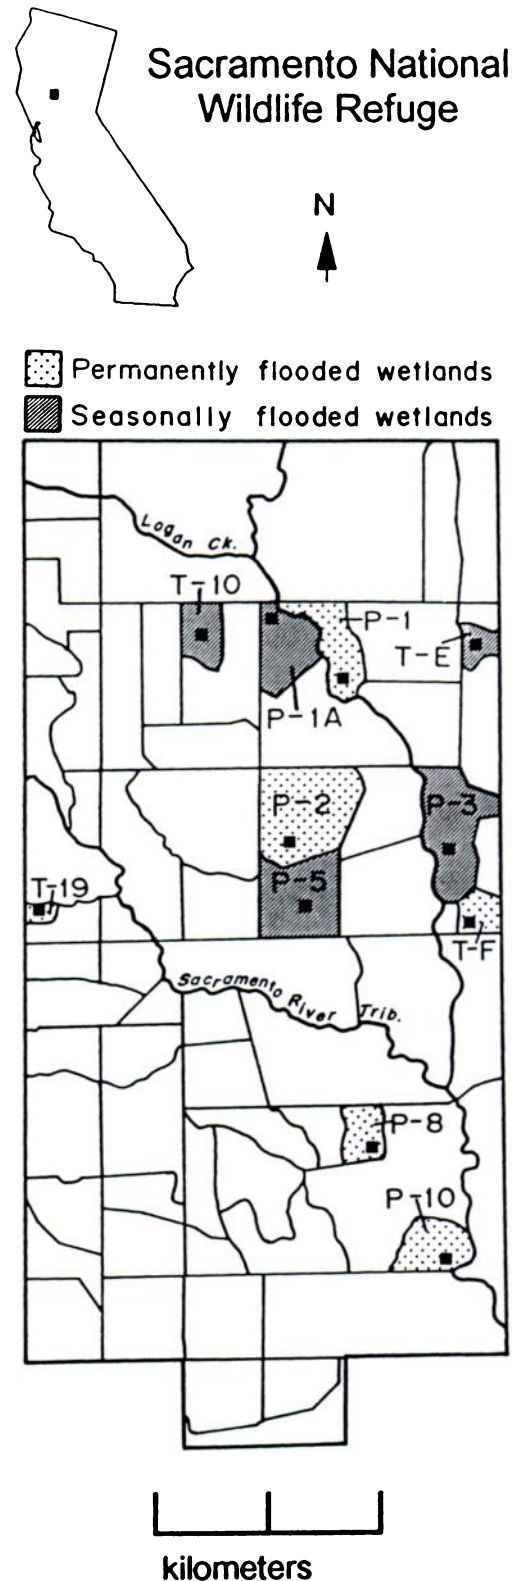 Sacramento National
Wildlife Refuge
N
Permanently flooded wetlands
Seasonally flooded wetlands
Logan Ck.
T-10
P-1
T-E
P-1A
P-2
P-3
P-5
T-19
T-F
Sacramento River Trib.
P-8
P-10
kilometers